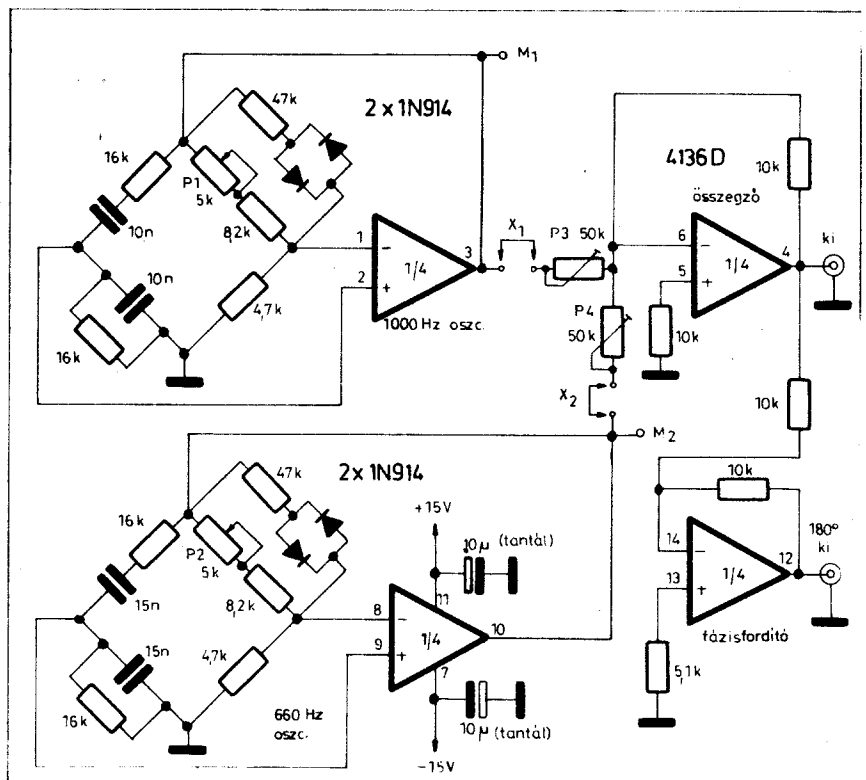 M1
47k
2 x 1N914
16k
P1
5k
8,2k
10n
10n
16k
4,7k
1
2
3
1/4
1000 Hz oszc.
X1
P3 50k
4136D
összegző
10k
6
5
4
1/4
ki
10k
P4
50k
X2
M2
10k
47k
2 x 1N914
16k
P2
5k
8,2k
15n
15n
16k
4,7k
660 Hz
oszc.
+15V
10µ (tantál)
11
8
9
10
1/4
7
10µ
(tantál)
-15V
10k
14
13
12
1/4
180°
ki
fázisfordító
5,1k